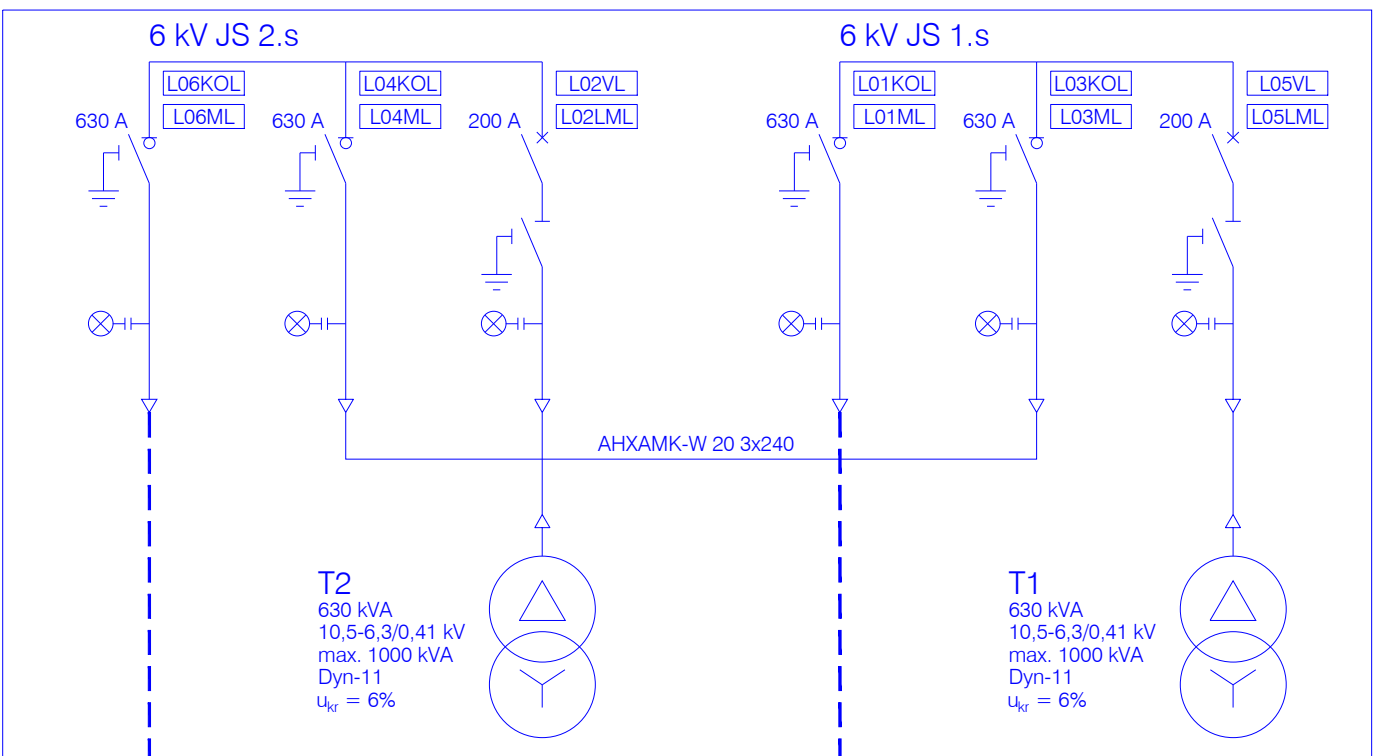 6 kV JS 2.s
6 kV JS 1.s
L06KOL
L04KOL
L02VL
L01KOL
L03KOL
L05VL
L06ML
L04ML
L02LML
L01ML
L03ML
L05LML
630 A
630 A
200 A
630 A
630 A
200 A
AHXAMK-W 20 3x240
T2
630 kVA
10,5-6,3/0,41 kV
max. 1000 kVA
Dyn-11
ukr = 6%
T1
630 kVA
10,5-6,3/0,41 kV
max. 1000 kVA
Dyn-11
ukr = 6%